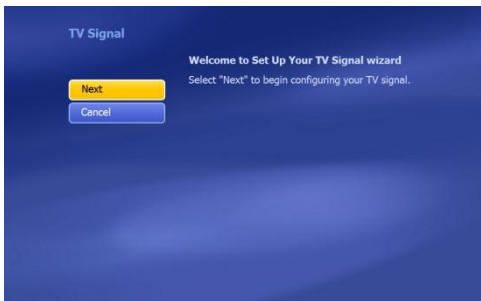 TV Signal
Welcome to Set Up Your TV Signal wizard
Select "Next" to begin configuring your TV signal.
Next
Cancel